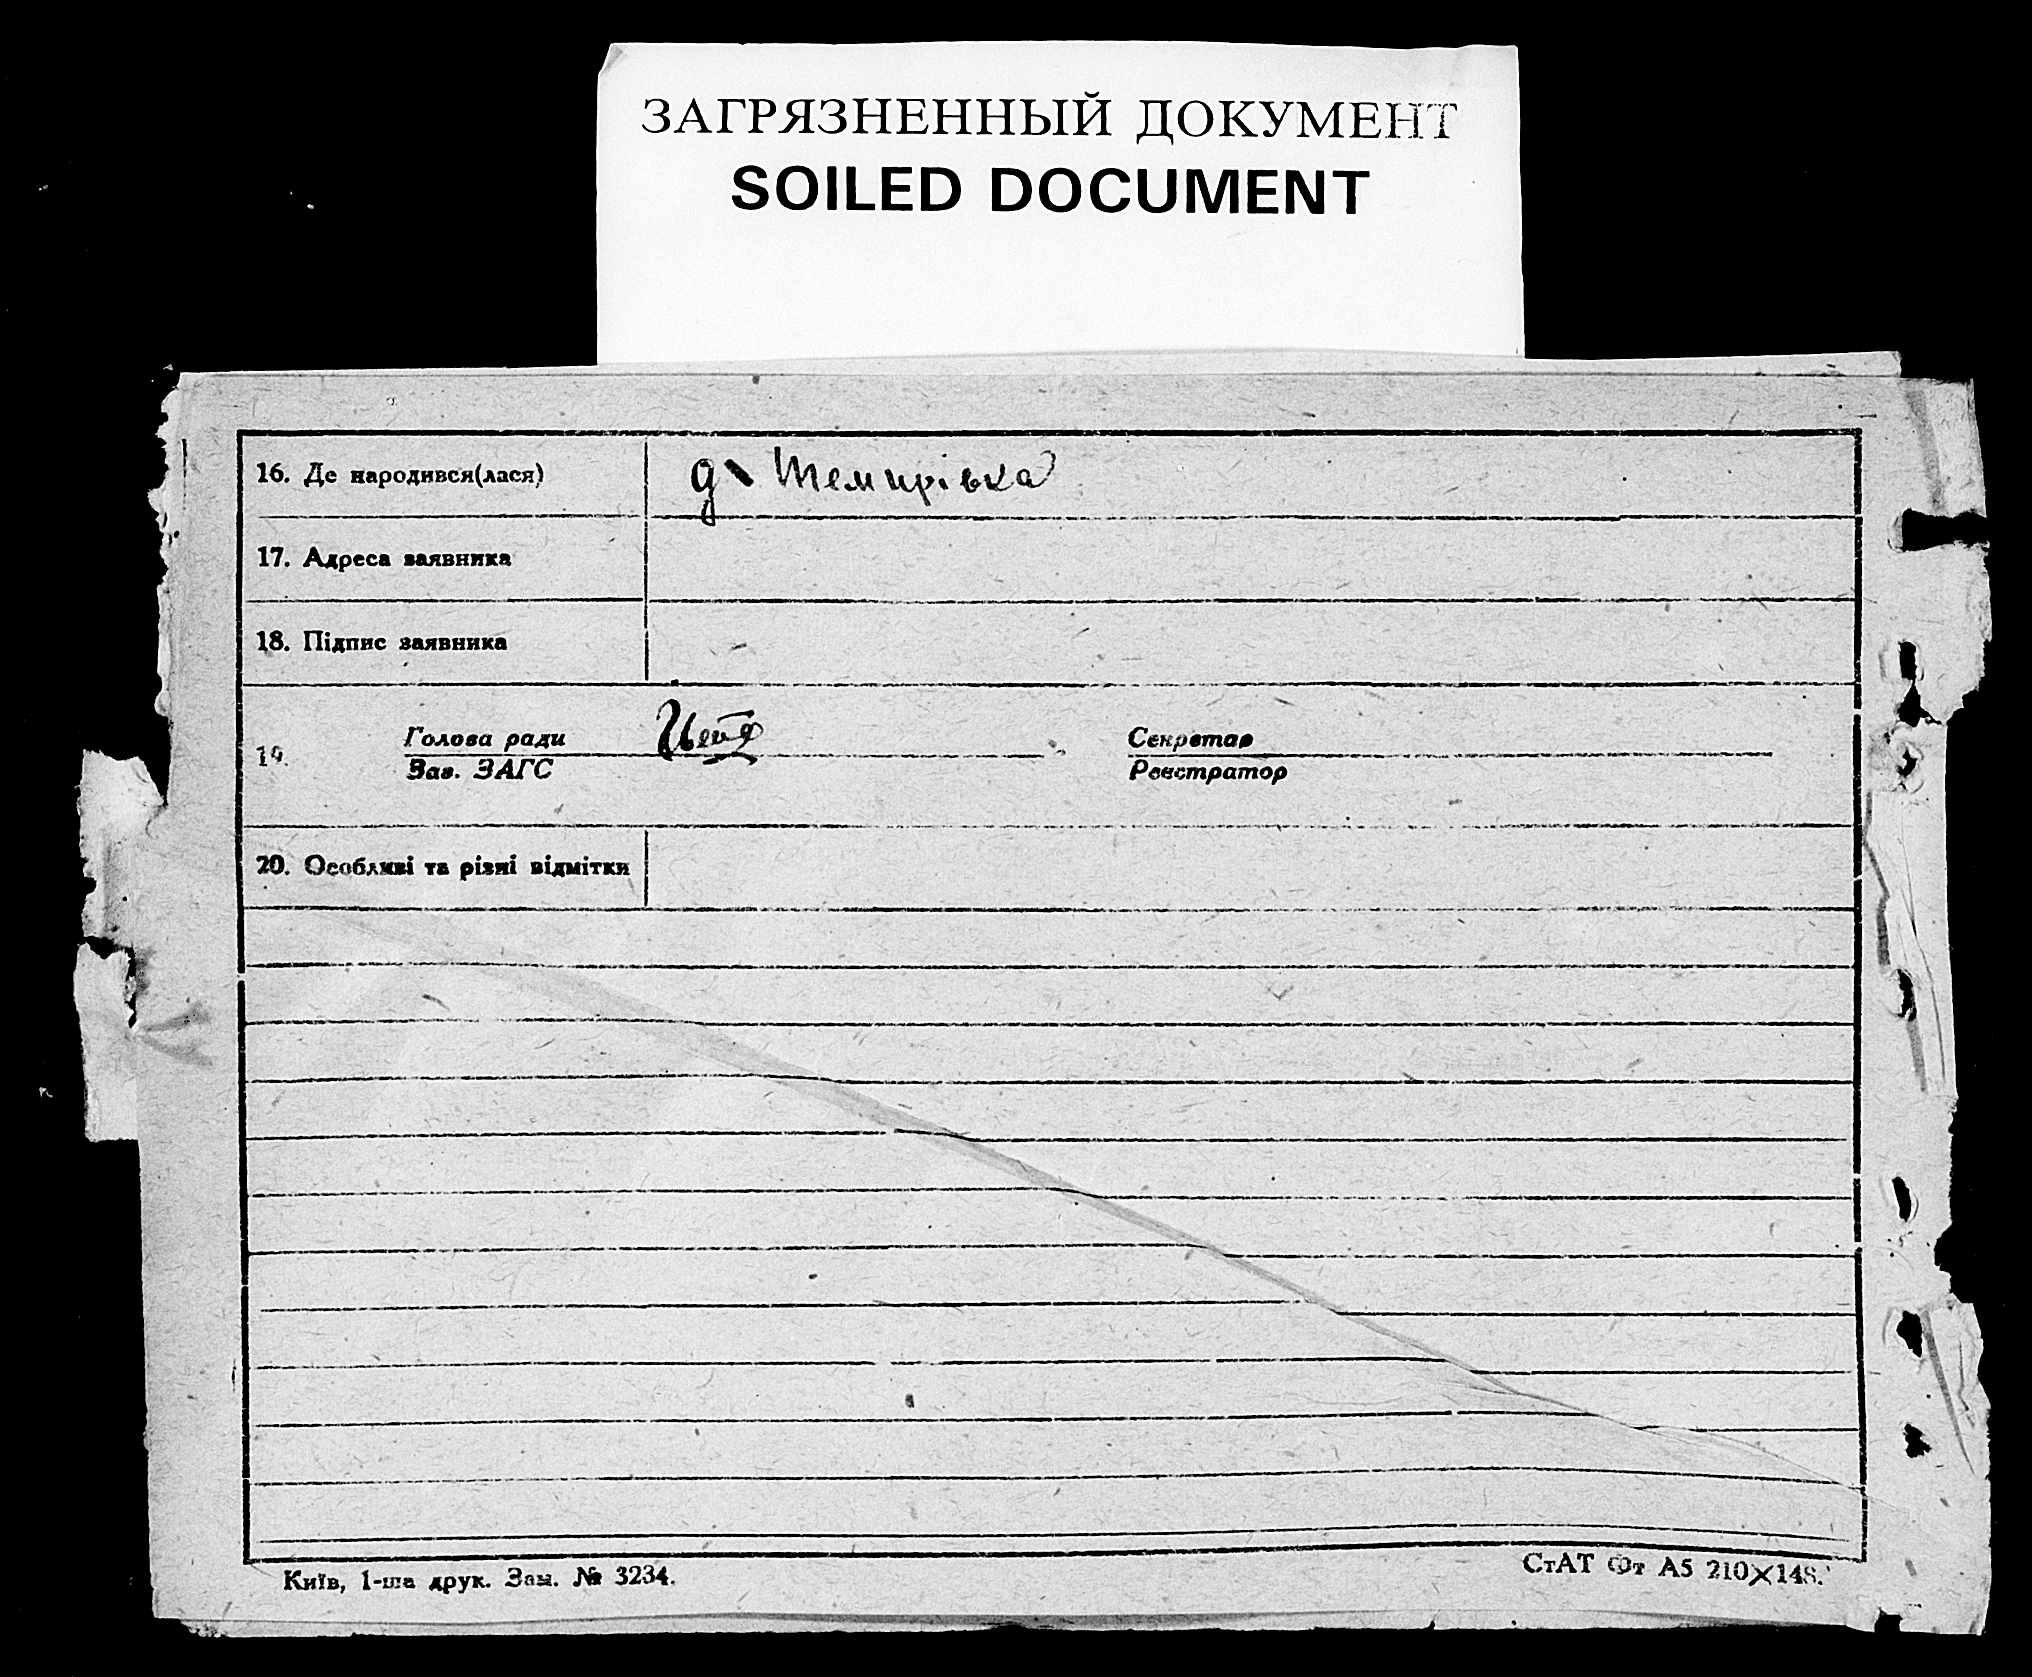 ЗАГРЯЗНЕННЫЙ ДОКУМЕНТ
SOILED DOCUMENT
16. Де народився(лася) д. Темирівка
17. Адреса заявника
18. Підпис заявника
19. Голова ради Секретар
Зав. ЗАГС Реєстратор
20. Особливі та різні відмітки
Київ, 1-ша друк. Зам. № 3234.
СтАТ Фт А5 210×148.